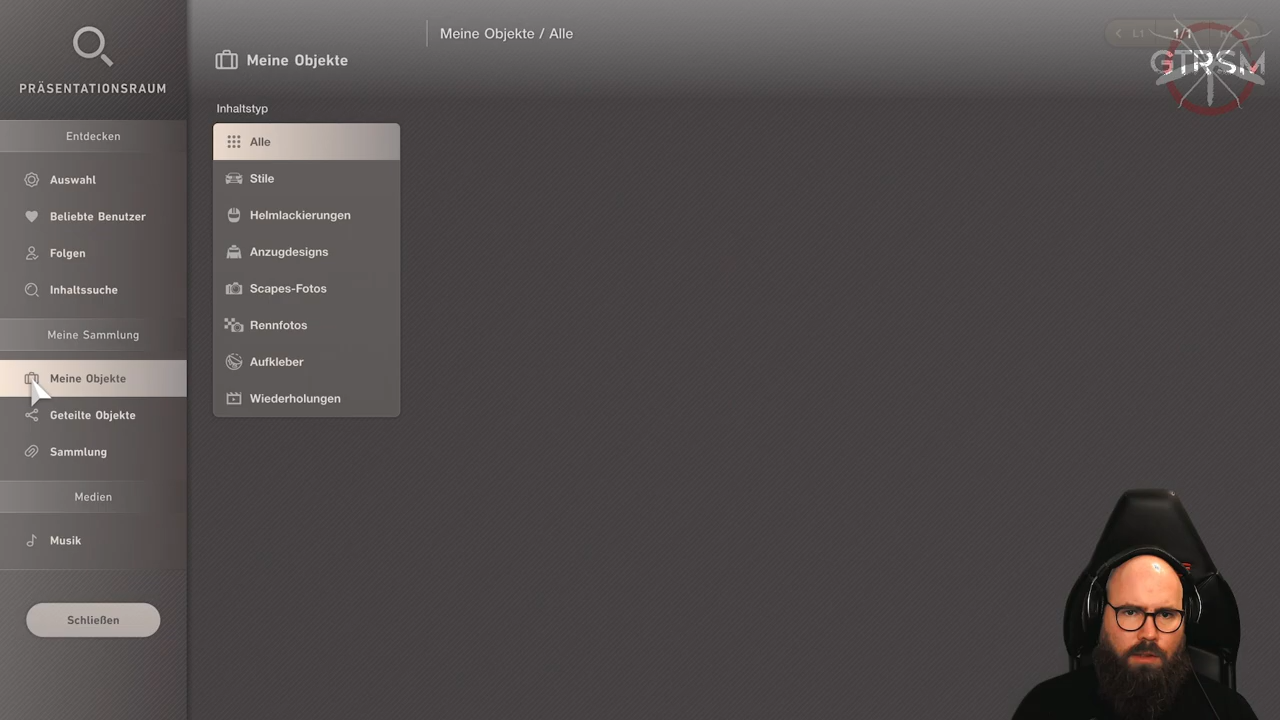 PRÄSENTATIONSRAUM
Entdecken
Auswahl
Beliebte Benutzer
Folgen
Inhaltssuche
Meine Sammlung
Meine Objekte
Geteilte Objekte
Sammlung
Medien
Musik
Schließen
Meine Objekte
Inhaltstyp
Alle
Stile
Helmlackierungen
Anzugdesigns
Scapes-Fotos
Rennfotos
Aufkleber
Wiederholungen
Meine Objekte / Alle
L1 1/1
GTRSM